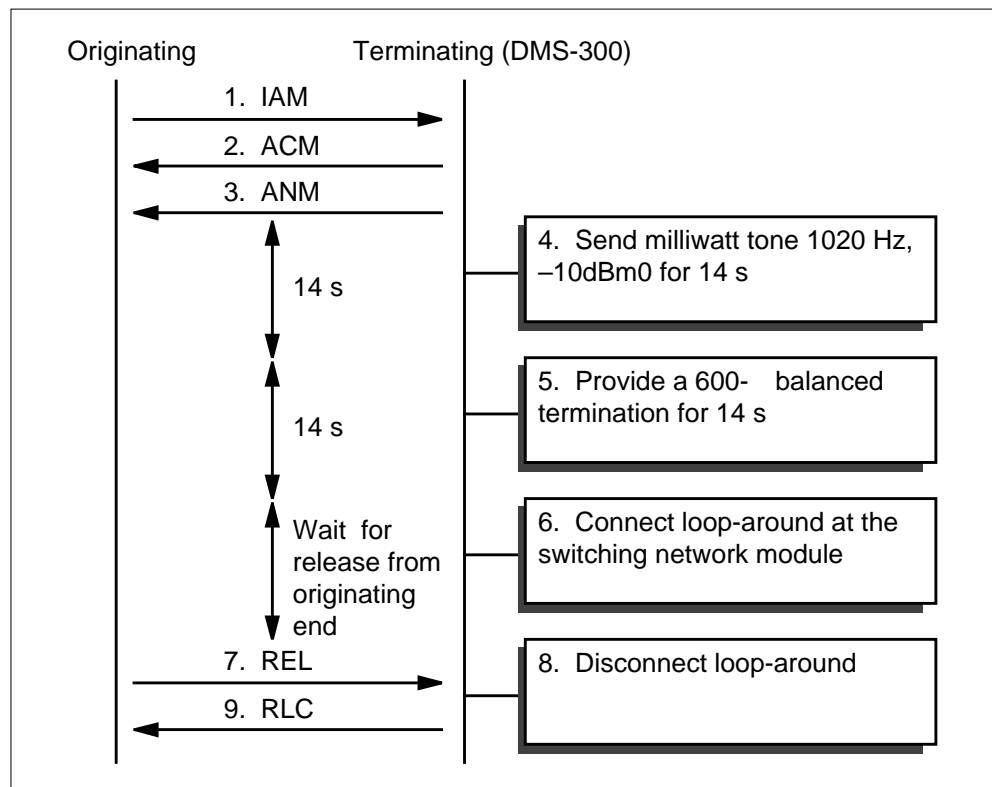 Originating
Terminating (DMS-300)
1. IAM
2. ACM
3. ANM
4. Send milliwatt tone 1020 Hz,
–10dBm0 for 14 s
14 s
5. Provide a 600- balanced
termination for 14 s
14 s
6. Connect loop-around at the
switching network module
Wait for
release from
originating
end
7. REL
8. Disconnect loop-around
9. RLC